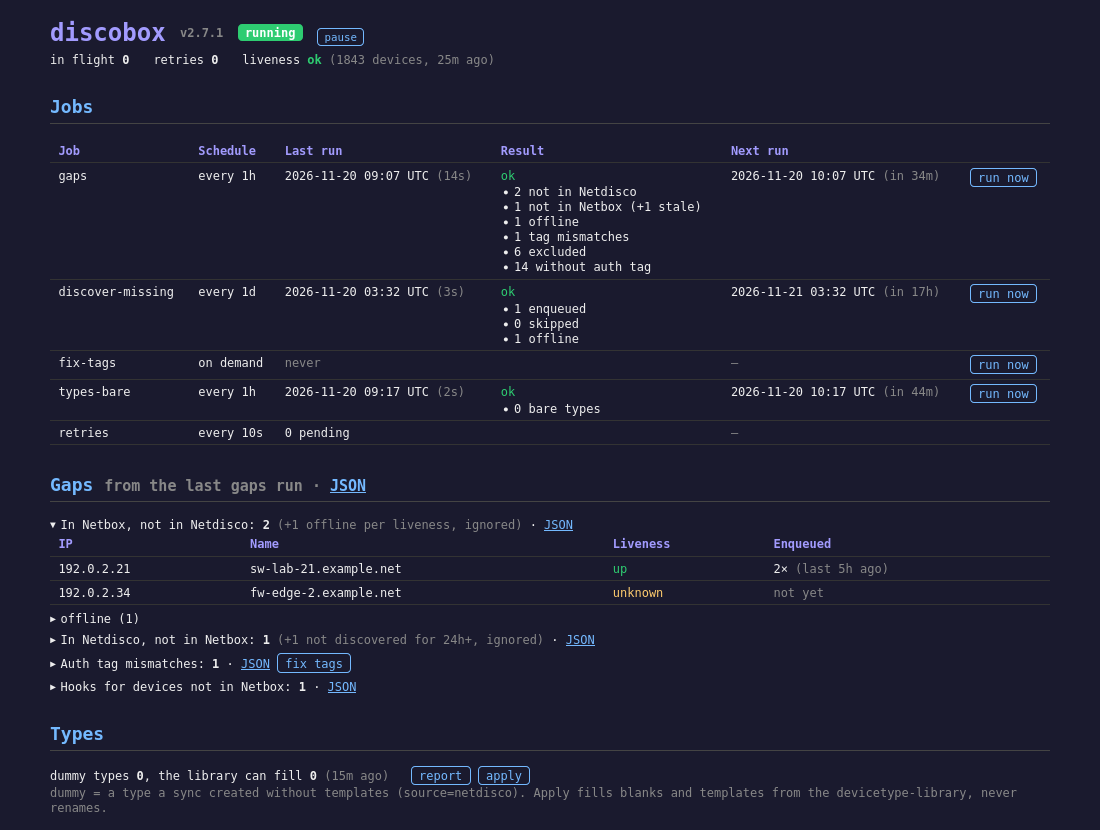 discobox v2.7.1 running pause
in flight 0 retries 0 liveness ok (1843 devices, 25m ago)
Jobs
Job Schedule Last run Result Next run
gaps every 1h 2026-11-20 09:07 UTC (14s) ok 2026-11-20 10:07 UTC (in 34m) run now
• 2 not in Netdisco
• 1 not in Netbox (+1 stale)
• 1 offline
• 1 tag mismatches
• 6 excluded
• 14 without auth tag
discover-missing every 1d 2026-11-20 03:32 UTC (3s) ok 2026-11-21 03:32 UTC (in 17h) run now
• 1 enqueued
• 0 skipped
• 1 offline
fix-tags on demand never — run now
types-bare every 1h 2026-11-20 09:17 UTC (2s) ok 2026-11-20 10:17 UTC (in 44m) run now
• 0 bare types
retries every 10s 0 pending —
Gaps from the last gaps run · JSON
▼ In Netbox, not in Netdisco: 2 (+1 offline per liveness, ignored) · JSON
IP Name Liveness Enqueued
192.0.2.21 sw-lab-21.example.net up 2× (last 5h ago)
192.0.2.34 fw-edge-2.example.net unknown not yet
▶ offline (1)
▶ In Netdisco, not in Netbox: 1 (+1 not discovered for 24h+, ignored) · JSON
▶ Auth tag mismatches: 1 · JSON fix tags
▶ Hooks for devices not in Netbox: 1 · JSON
Types
dummy types 0, the library can fill 0 (15m ago) report apply
dummy = a type a sync created without templates (source=netdisco). Apply fills blanks and templates from the devicetype-library, never
renames.